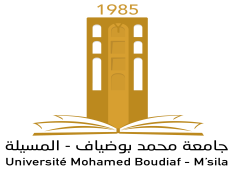 1985
جامعة محمد بوضياف - المسيلة
Université Mohamed Boudiaf - M'sila